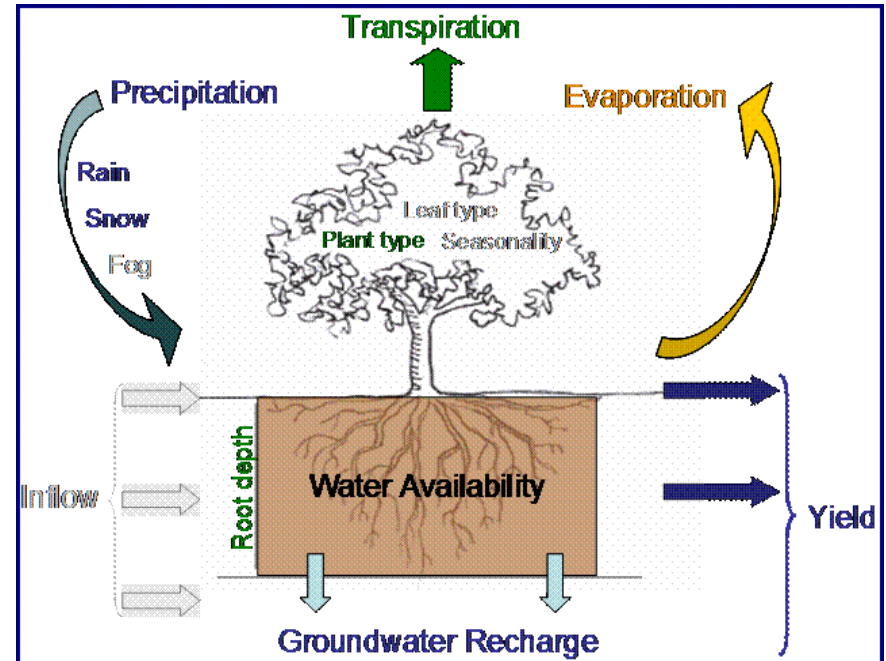 Transpiration
Precipitation
Evaporation
Rain
Snow
Fog
Leaf type
Plant type
Seasonality
Inflow
Root depth
Water Availability
Yield
Groundwater Recharge